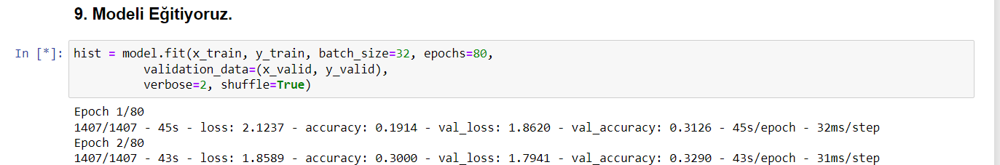 9. Modeli Eğitiyoruz.
In [*]: hist = model.fit(x_train, y_train, batch_size=32, epochs=80,
validation_data=(x_valid, y_valid),
verbose=2, shuffle=True)
Epoch 1/80
1407/1407 - 45s - loss: 2.1237 - accuracy: 0.1914 - val_loss: 1.8620 - val_accuracy: 0.3126 - 45s/epoch - 32ms/step
Epoch 2/80
1407/1407 - 43s - loss: 1.8589 - accuracy: 0.3000 - val_loss: 1.7941 - val_accuracy: 0.3290 - 43s/epoch - 31ms/step